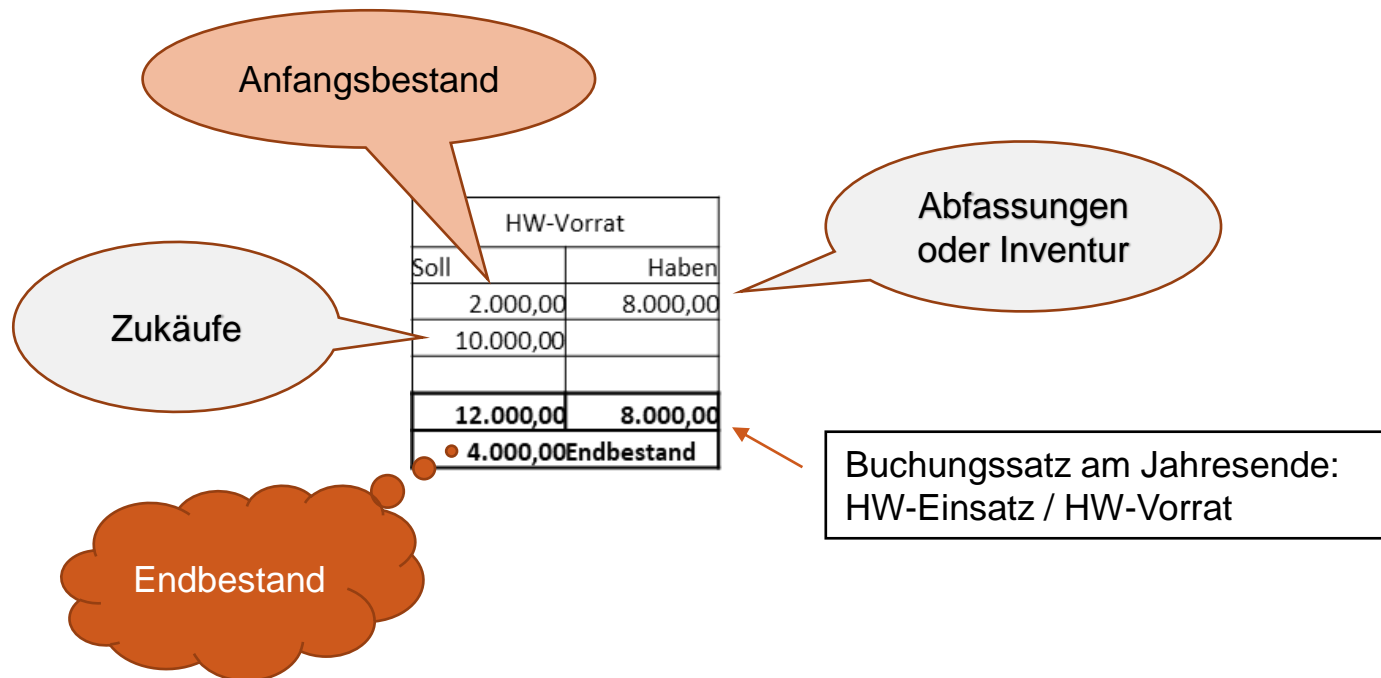 Anfangsbestand
Abfassungen
oder Inventur
HW-Vorrat
Soll Haben
2.000,00 8.000,00
Zukäufe
10.000,00
12.000,00 8.000,00
4.000,00Endbestand
Buchungssatz am Jahresende:
HW-Einsatz / HW-Vorrat
Endbestand